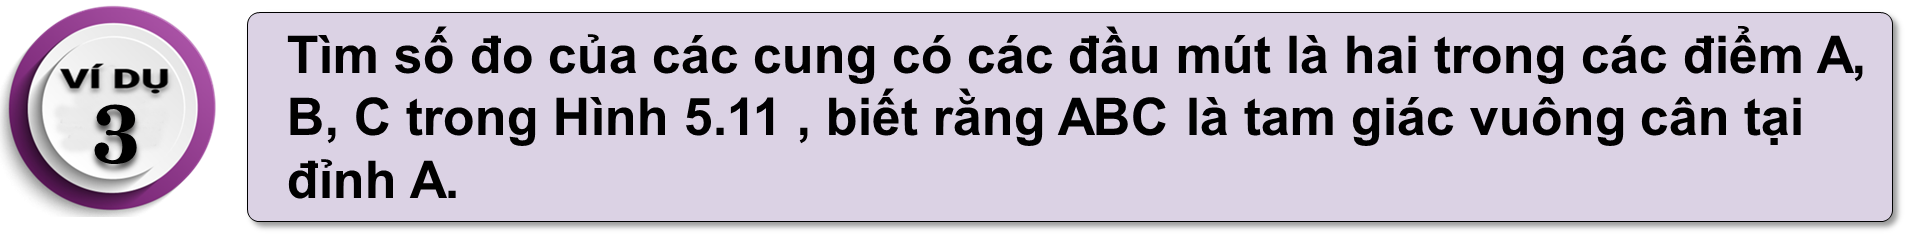 VÍ DỤ
3
Tìm số đo của các cung có các đầu mút là hai trong các điểm A,
B, C trong Hình 5.11 , biết rằng ABC là tam giác vuông cân tại
đỉnh A.